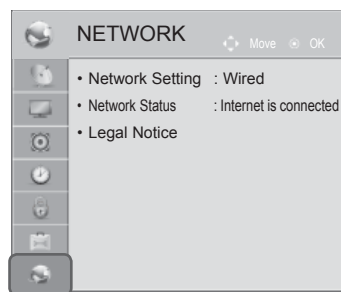 NETWORK
Move OK
• Network Setting : Wired
• Network Status : Internet is connected
• Legal Notice